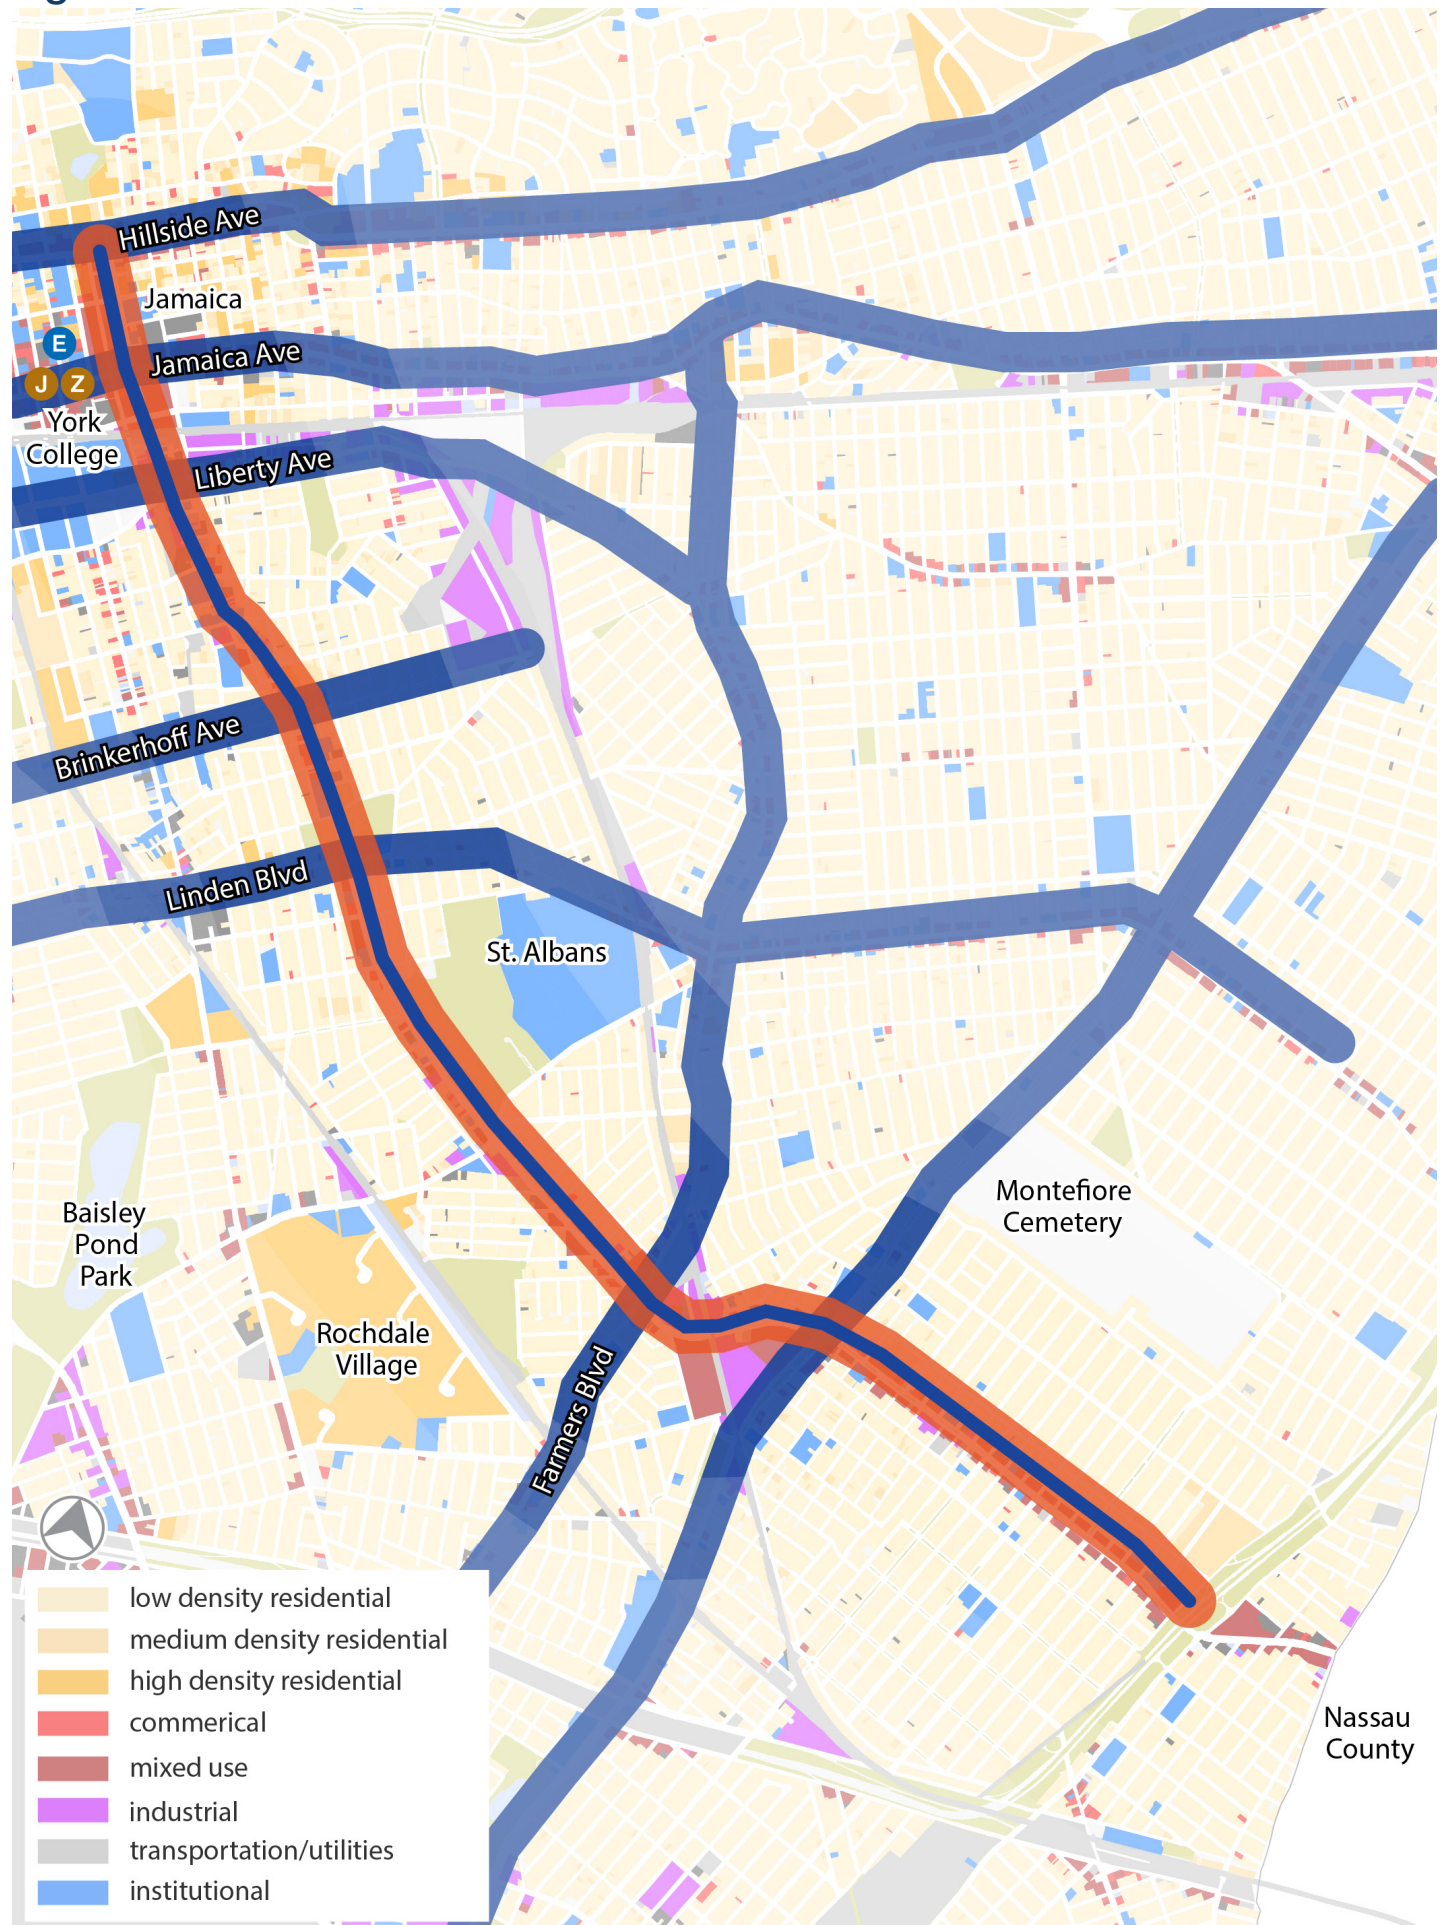 Hillside Ave
Jamaica
E
Jamaica Ave
J
Z
York
College
Liberty Ave
Brinkerhoff Ave
Linden Blvd
St. Albans
Montefiore
Cemetery
Baisley
Pond
Park
Rochdale
Village
Farmers Blvd
low density residential
medium density residential
high density residential
commerical
mixed use
industrial
transportation/utilities
institutional
Nassau
County